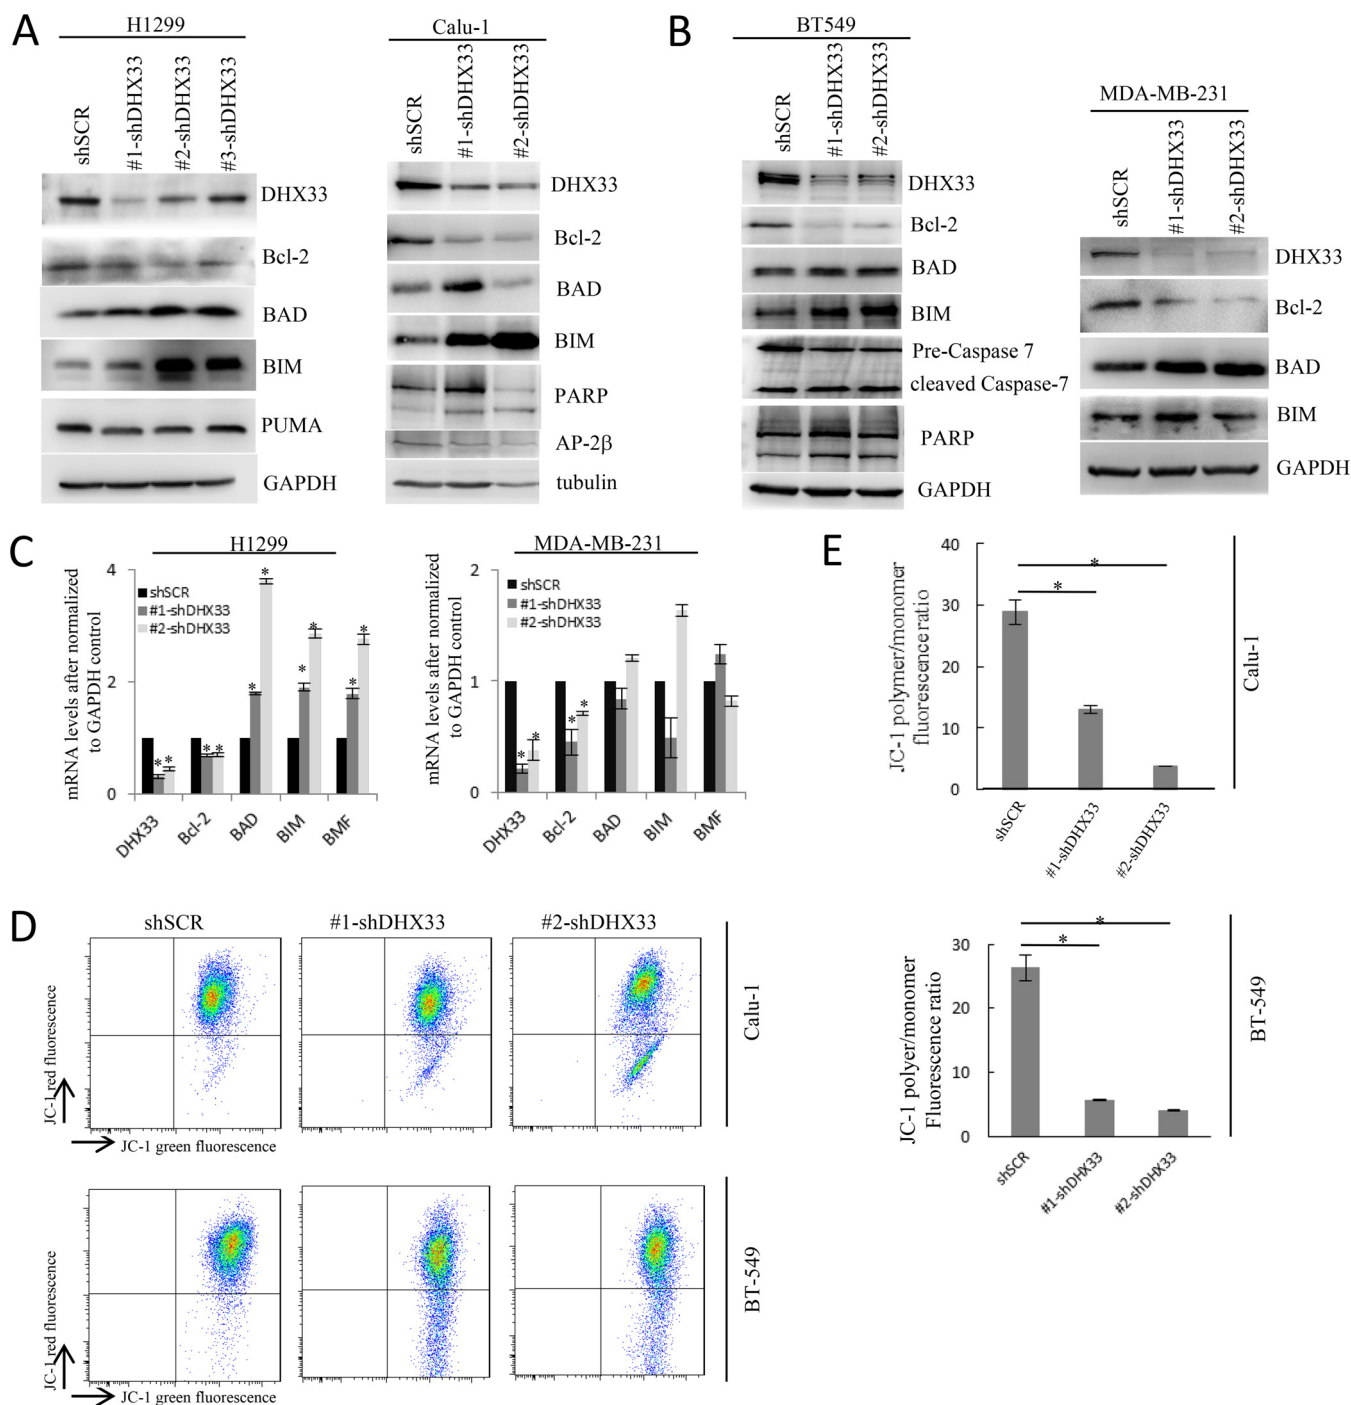 A
H1299
shSCR
#1-shDHX33
#2-shDHX33
#3-shDHX33
DHX33
Bcl-2
BAD
BIM
PUMA
GAPDH
Calu-1
shSCR
#1-shDHX33
#2-shDHX33
DHX33
Bcl-2
BAD
BIM
PARP
AP-2β
tubulin
B
BT549
shSCR
#1-shDHX33
#2-shDHX33
DHX33
Bcl-2
BAD
BIM
Pre-Caspase 7
cleaved Caspase-7
PARP
GAPDH
MDA-MB-231
shSCR
#1-shDHX33
#2-shDHX33
DHX33
Bcl-2
BAD
BIM
GAPDH
C
H1299
mRNA levels after normalized
to GAPDH control
4
2
0
shSCR
#1-shDHX33
#2-shDHX33
* * * * * * * * * *
DHX33
Bcl-2
BAD
BIM
BMF
MDA-MB-231
mRNA levels after normalized
to GAPDH control
2
1
0
shSCR
#1-shDHX33
#2-shDHX33
* * * *
DHX33
Bcl-2
BAD
BIM
BMF
D
shSCR
#1-shDHX33
#2-shDHX33
JC-1 red fluorescence
JC-1 green fluorescence
Calu-1
JC-1 red fluorescence
JC-1 green fluorescence
BT-549
E
JC-1 polymer/monomer
fluorescence ratio
40
30
20
10
0
*
*
shSCR
#1-shDHX33
#2-shDHX33
Calu-1
JC-1 polyer/monomer
Fluorescence ratio
30
20
10
0
*
*
shSCR
#1-shDHX33
#2-shDHX33
BT-549